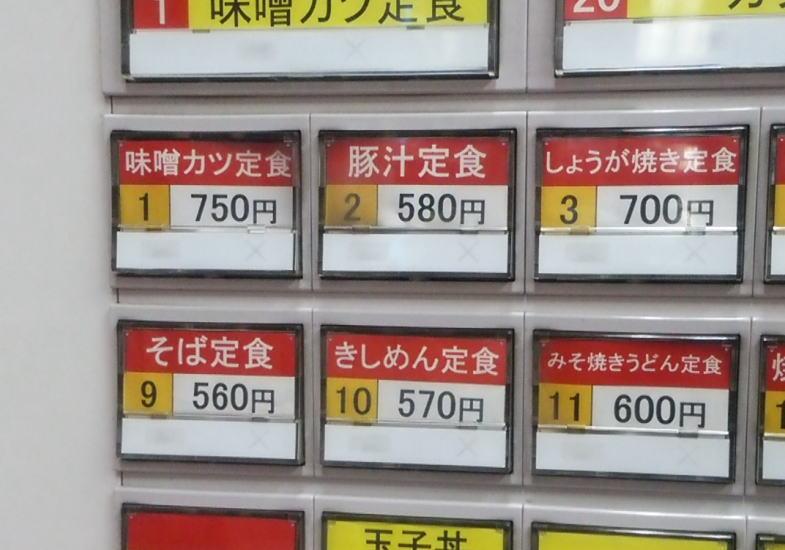 1 味噌カツ定食
20
味噌カツ定食
1 750円
豚汁定食
2 580円
しょうが焼き定食
3 700円
そば定食
9 560円
きしめん定食
10 570円
みそ焼きうどん定食
11 600円
玉子丼